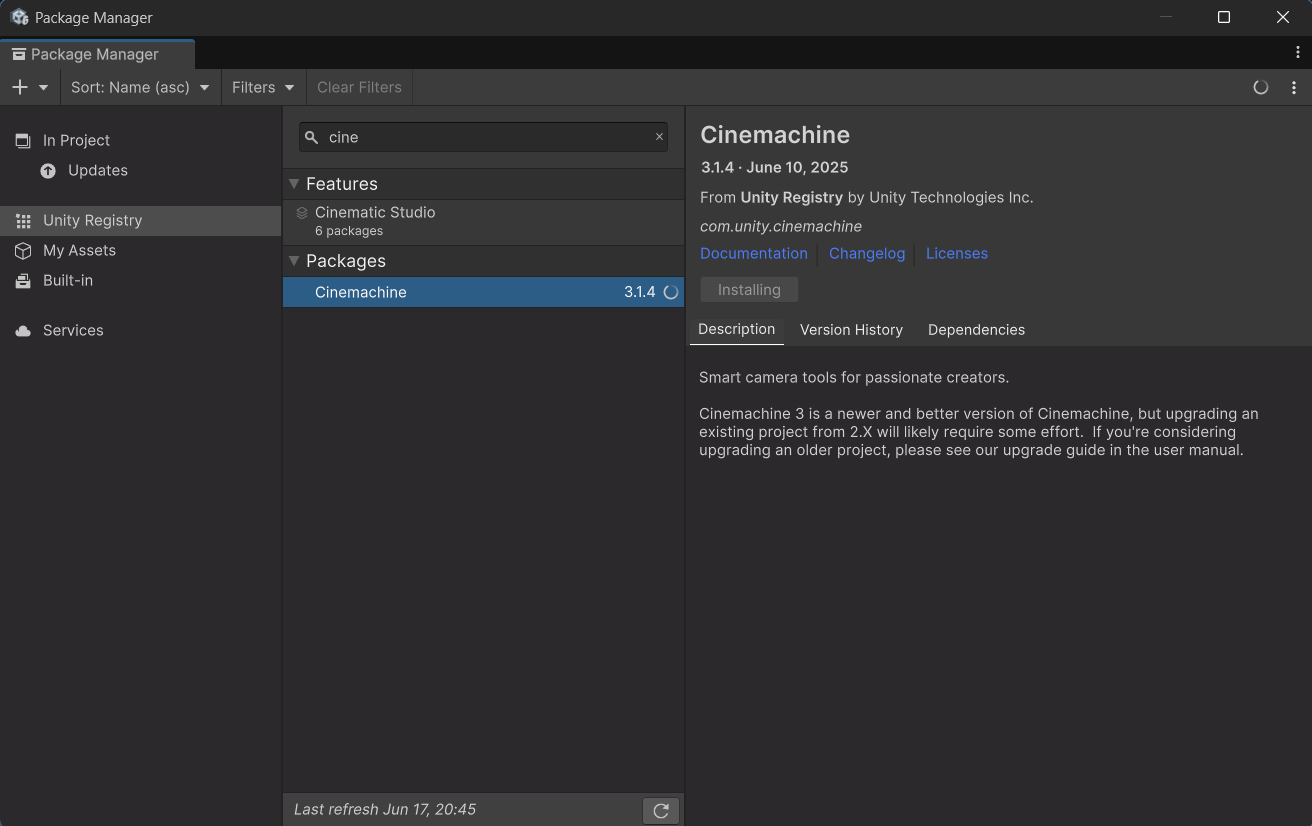 Package Manager
Package Manager
Sort: Name (asc)
Filters
Clear Filters
In Project
Updates
Unity Registry
My Assets
Built-in
Services
cine
Features
Cinematic Studio
6 packages
Packages
Cinemachine 3.1.4
Last refresh Jun 17, 20:45
Cinemachine
3.1.4 · June 10, 2025
From Unity Registry by Unity Technologies Inc.
com.unity.cinemachine
Documentation Changelog Licenses
Installing
Description Version History Dependencies
Smart camera tools for passionate creators.
Cinemachine 3 is a newer and better version of Cinemachine, but upgrading an
existing project from 2.X will likely require some effort.  If you're considering
upgrading an older project, please see our upgrade guide in the user manual.